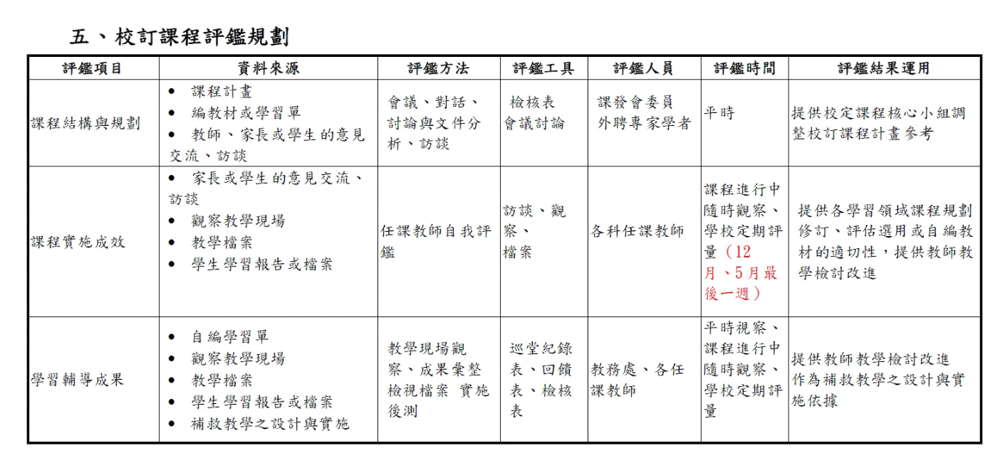 五、校訂課程評鑑規劃
評鑑項目 資料來源 評鑑方法 評鑑工具 評鑑人員 評鑑時間 評鑑結果運用
課程結構與規劃
● 課程計畫
● 編教材或學習單
● 教師、家長或學生的意見
交流、訪談
會議、對話、
討論與文件分
析、訪談
檢核表
會議討論
課發會委員
外聘專家學者
平時
提供校定課程核心小組調
整校訂課程計畫參考
課程實施成效
● 家長或學生的意見交流、
訪談
● 觀察教學現場
● 教學檔案
● 學生學習報告或檔案
任課教師自我評
鑑
訪談、觀
察、
檔案
各科任課教師
課程進行中
隨時觀察、
學校定期評
量（12
月、5 月最
後一週）
提供各學習領域課程規劃
修訂、評估選用或自編教
材的適切性，提供教師教
學檢討改進
學習輔導成果
● 自編學習單
● 觀察教學現場
● 教學檔案
● 學生學習報告或檔案
● 補救教學之設計與實施
教學現場觀
察、成果彙整
檢視檔案 實施
後測
巡堂紀錄
表、回饋
表、檢核
表
教務處、各任
課教師
平時視察、
課程進行中
隨時觀察、
學校定期評
量
提供教師教學檢討改進
作為補救教學之設計與實
施依據